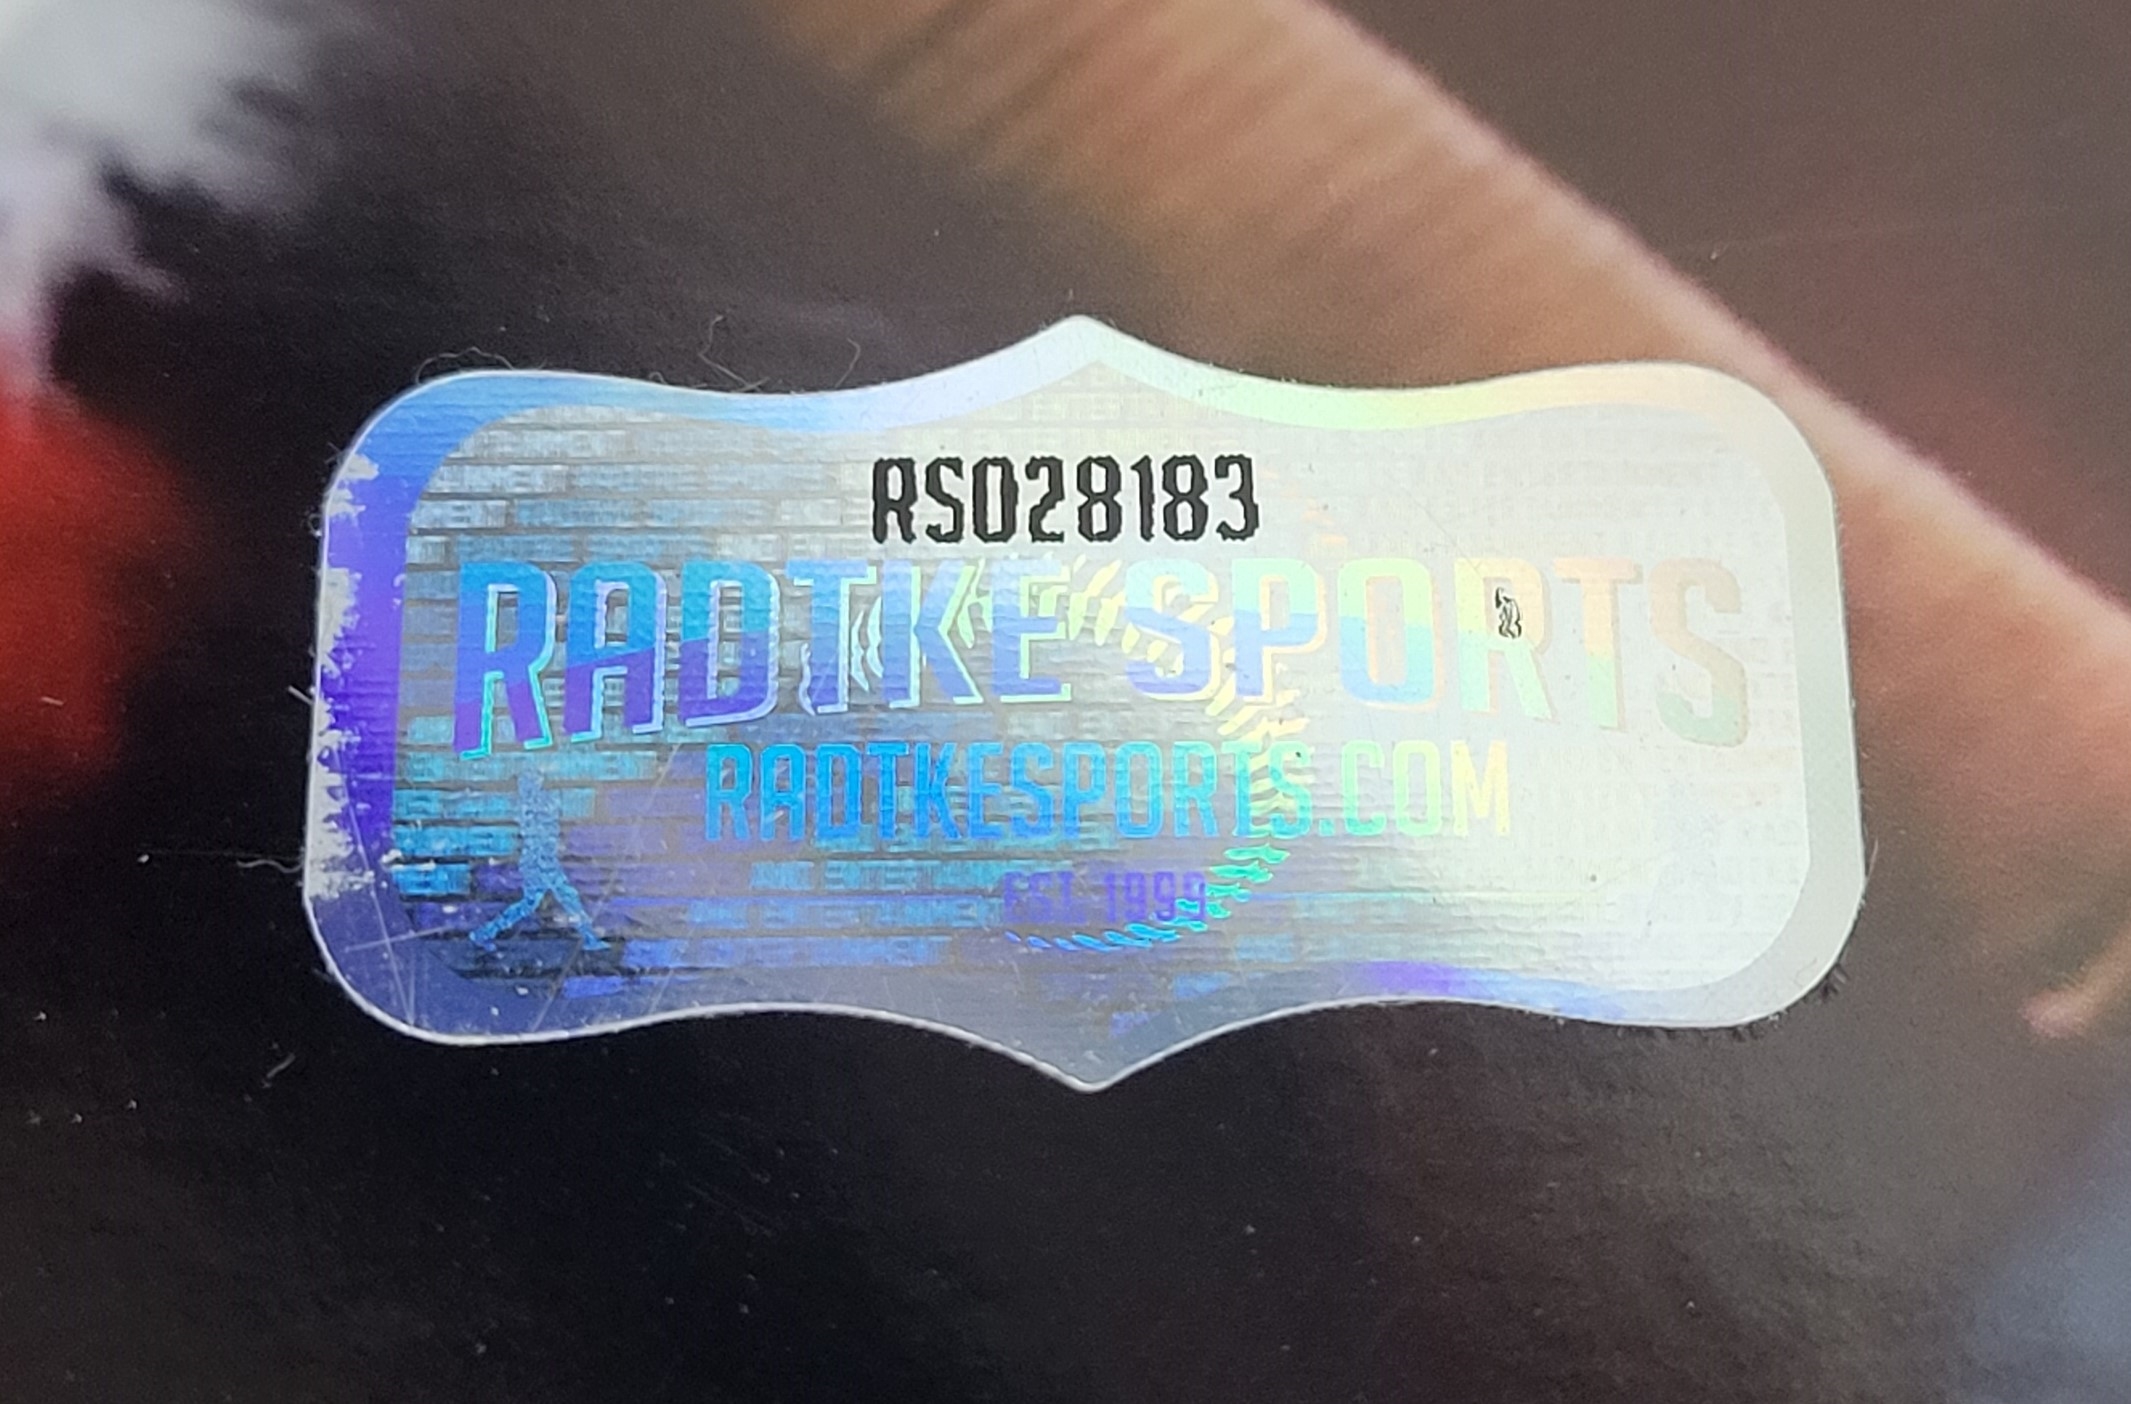 RS028183
RADTKE SPORTS
RADTKESPORTS.COM
EST. 1999